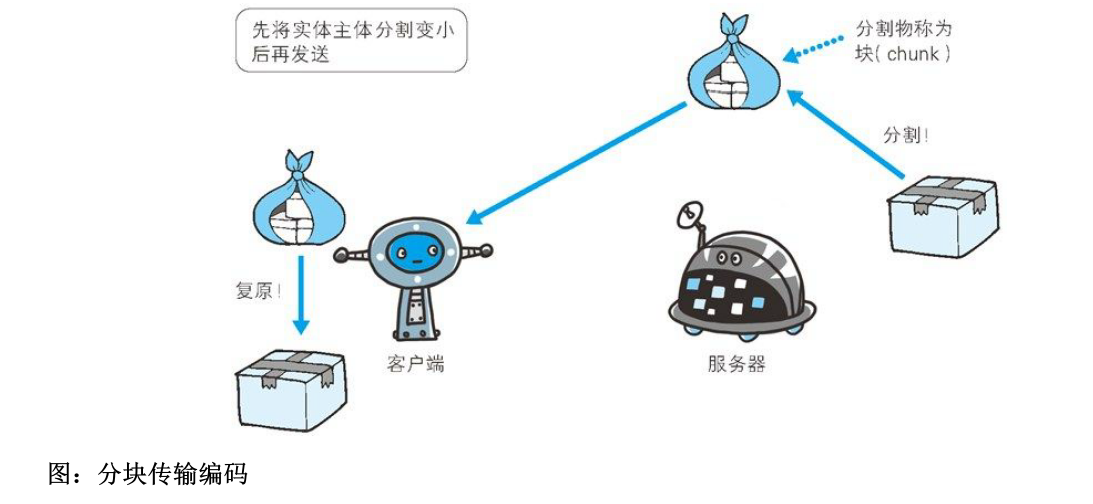 先将实体主体分割变小
后再发送
分割物称为
块( chunk )
分割!
复原!
客户端
服务器
图：分块传输编码